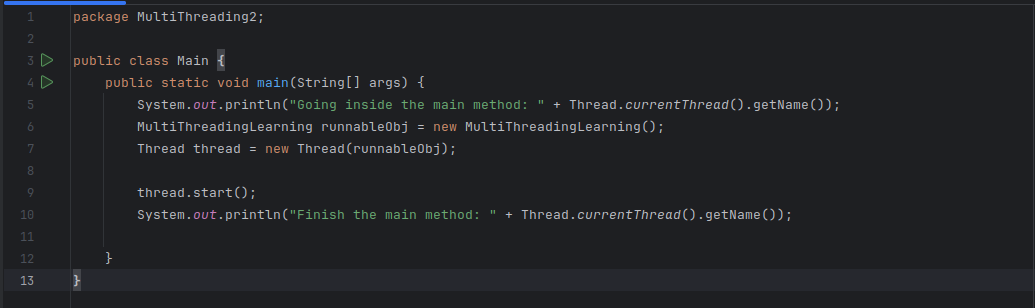 1 package MultiThreading2;
2
3 public class Main {
4 public static void main(String[] args) {
5 System.out.println("Going inside the main method: " + Thread.currentThread().getName());
6 MultiThreadingLearning runnableObj = new MultiThreadingLearning();
7 Thread thread = new Thread(runnableObj);
8
9 thread.start();
10 System.out.println("Finish the main method: " + Thread.currentThread().getName());
11
12 }
13 }